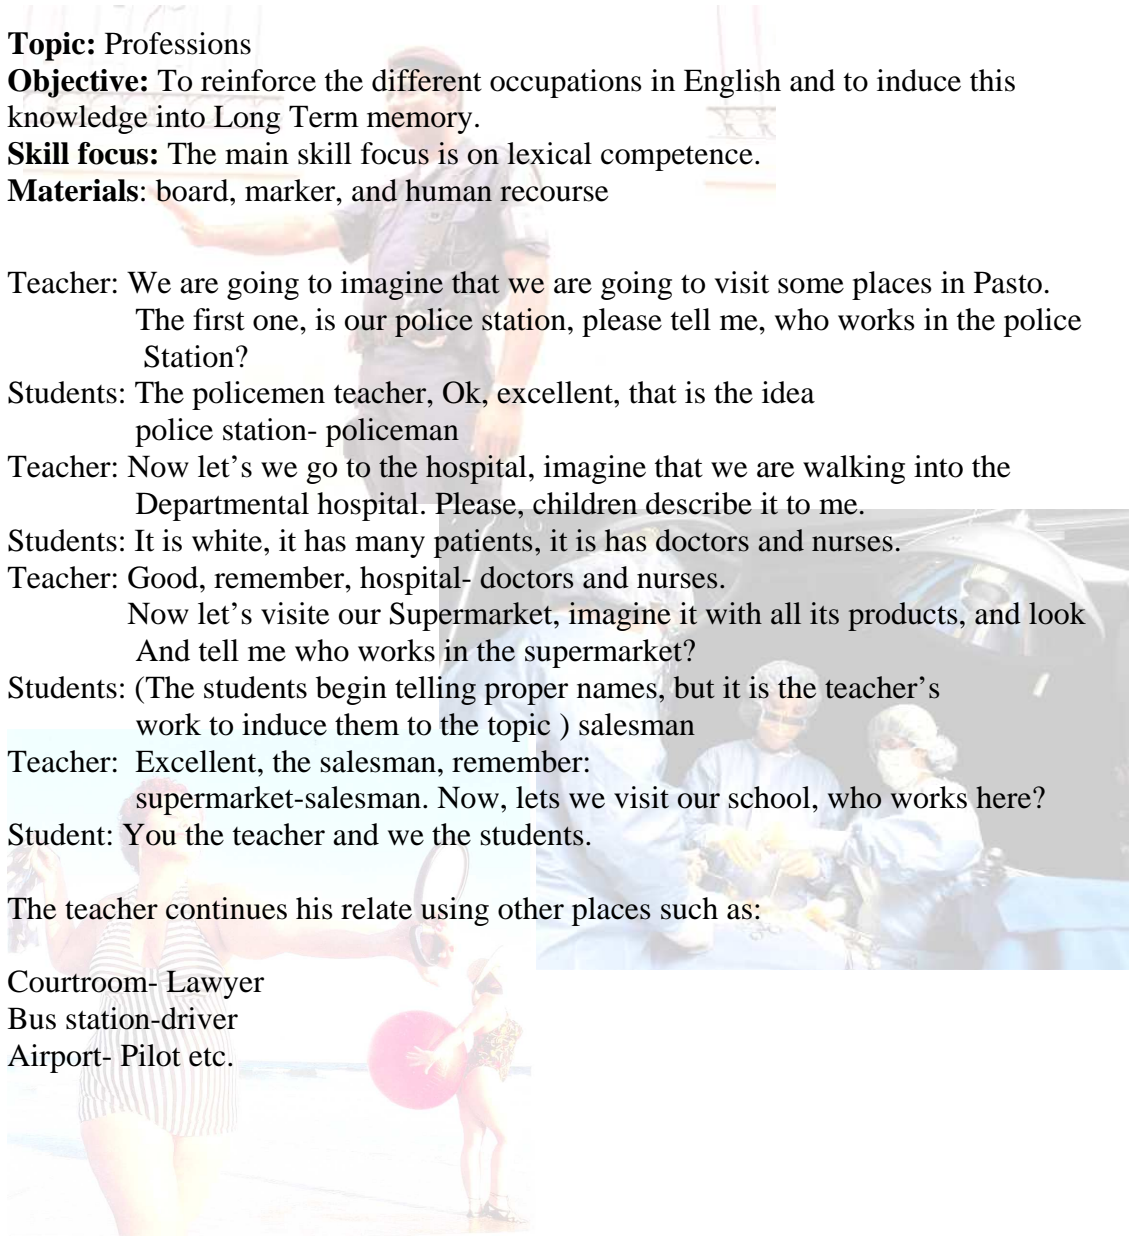 Topic: Professions
Objective: To reinforce the different occupations in English and to induce this
knowledge into Long Term memory.
Skill focus: The main skill focus is on lexical competence.
Materials: board, marker, and human recourse
Teacher: We are going to imagine that we are going to visit some places in Pasto.
The first one, is our police station, please tell me, who works in the police
Station?
Students: The policemen teacher, Ok, excellent, that is the idea
police station- policeman
Teacher: Now let’s we go to the hospital, imagine that we are walking into the
Departmental hospital. Please, children describe it to me.
Students: It is white, it has many patients, it is has doctors and nurses.
Teacher: Good, remember, hospital- doctors and nurses.
Now let’s visite our Supermarket, imagine it with all its products, and look
And tell me who works in the supermarket?
Students: (The students begin telling proper names, but it is the teacher’s
work to induce them to the topic ) salesman
Teacher: Excellent, the salesman, remember:
supermarket-salesman. Now, lets we visit our school, who works here?
Student: You the teacher and we the students.
The teacher continues his relate using other places such as:
Courtroom- Lawyer
Bus station-driver
Airport- Pilot etc.